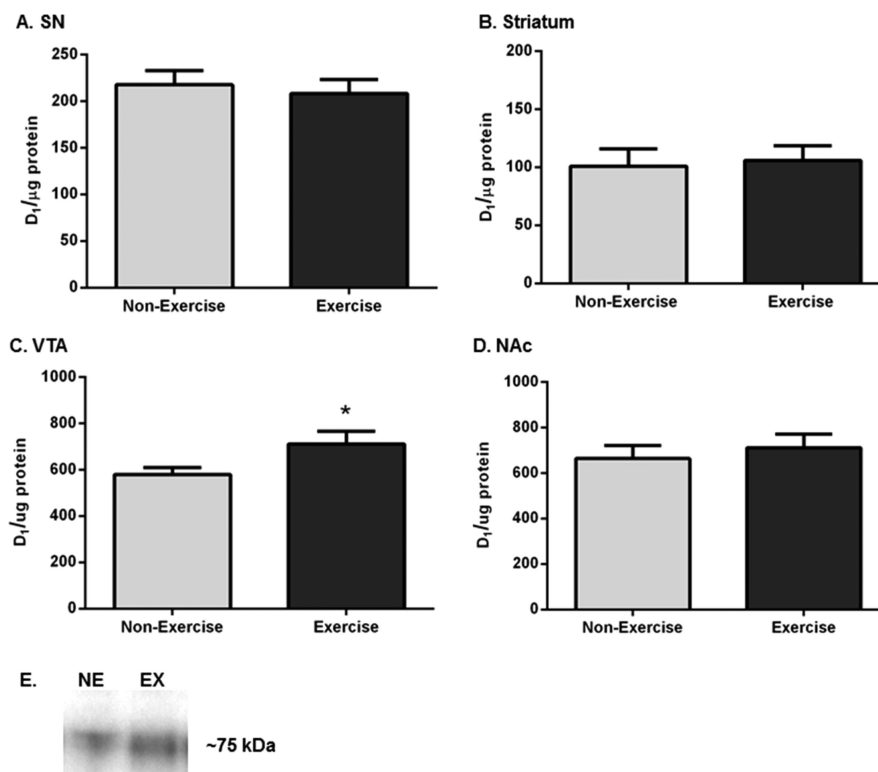 A. SN
250
200
150
100
50
0
D₁/µg protein
Non-Exercise
Exercise
B. Striatum
200
150
100
50
0
D₁/µg protein
Non-Exercise
Exercise
C. VTA
1000
800
600
400
200
0
D₁/ug protein
*
Non-Exercise
Exercise
D. NAc
1000
800
600
400
200
0
D₁/ug protein
Non-Exercise
Exercise
E.
NE EX
~75 kDa